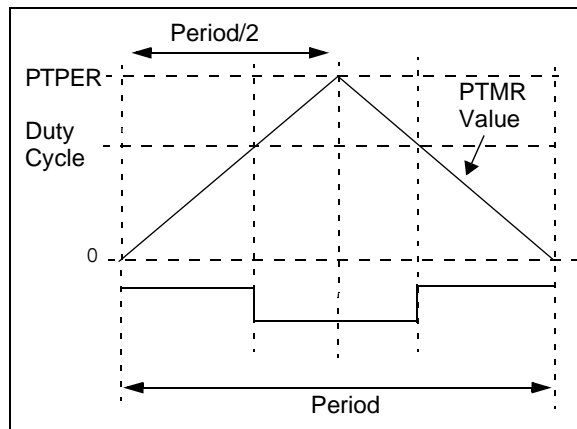 Period/2
PTPER
PTMR
Value
Duty
Cycle
0
Period